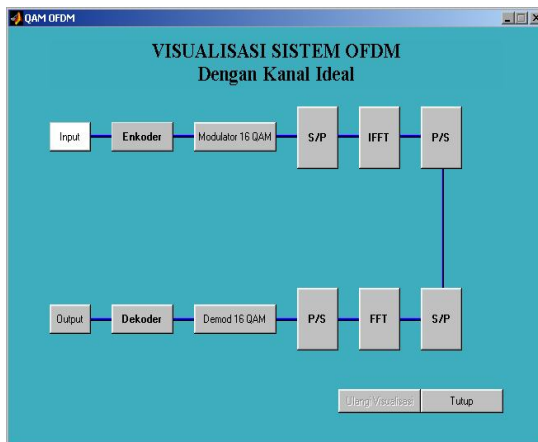 QAM OFDM
VISUALISASI SISTEM OFDM
Dengan Kanal Ideal
Input
Enkoder
Modulator 16 QAM
S/P
IFFT
P/S
Output
Dekoder
Demod 16 QAM
P/S
FFT
S/P
Ulang Visualisasi
Tutup